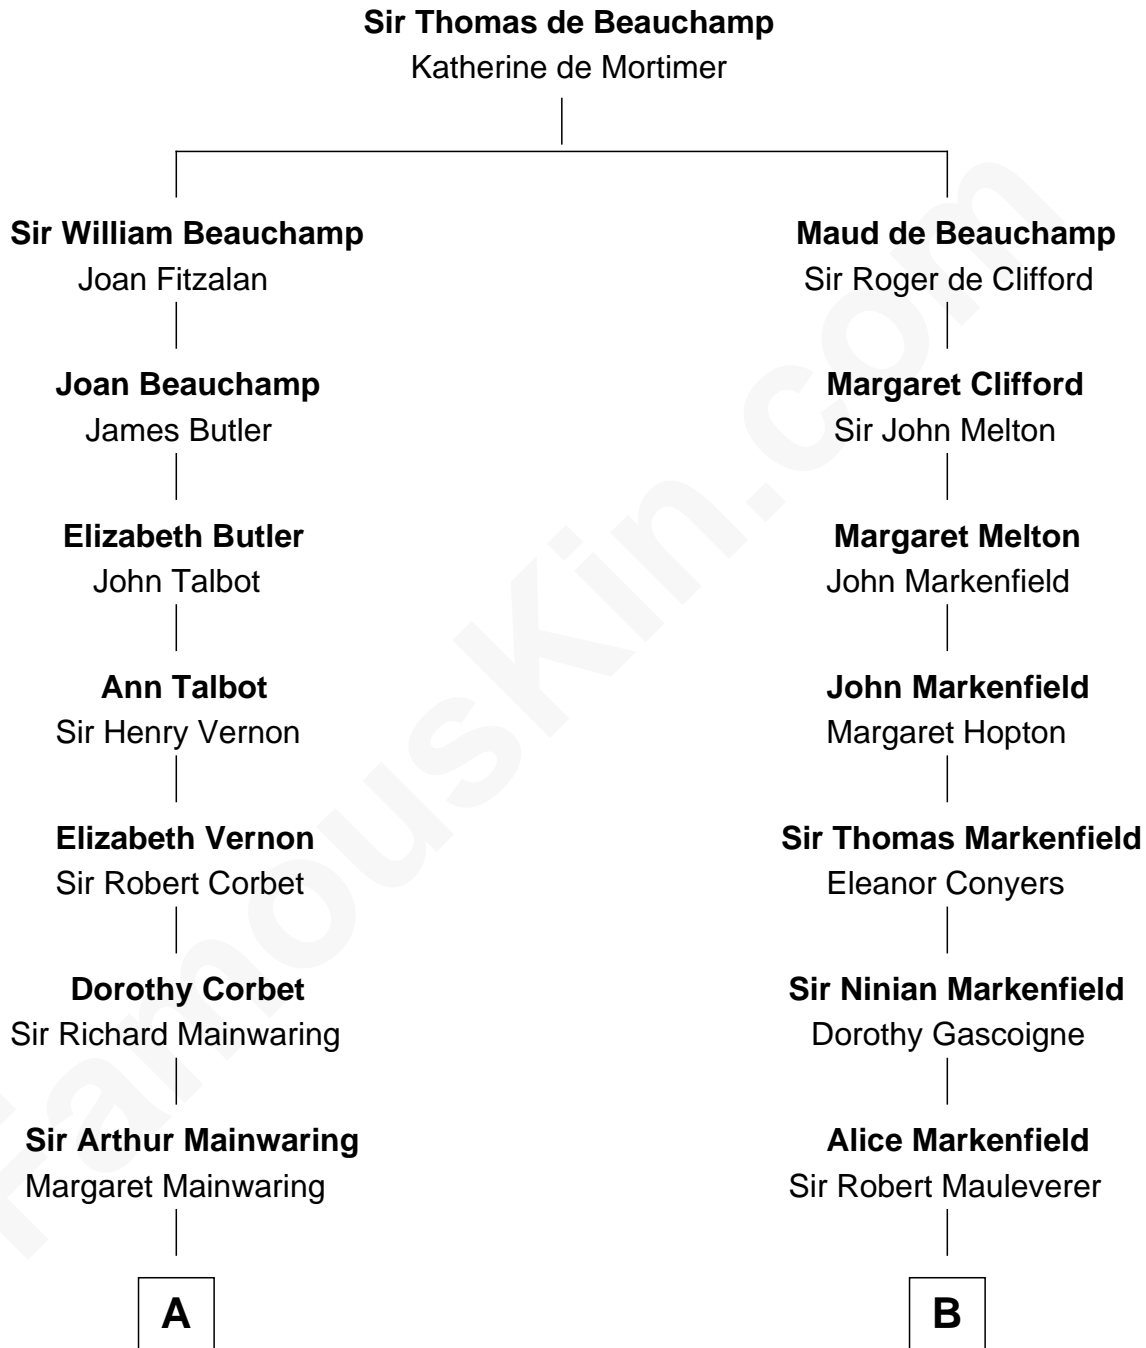 Sir Thomas de Beauchamp
Katherine de Mortimer
Sir William Beauchamp
Joan Fitzalan
Maud de Beauchamp
Sir Roger de Clifford
Joan Beauchamp
James Butler
Margaret Clifford
Sir John Melton
Elizabeth Butler
John Talbot
Margaret Melton
John Markenfield
Ann Talbot
Sir Henry Vernon
John Markenfield
Margaret Hopton
Elizabeth Vernon
Sir Robert Corbet
Sir Thomas Markenfield
Eleanor Conyers
Dorothy Corbet
Sir Richard Mainwaring
Sir Ninian Markenfield
Dorothy Gascoigne
Sir Arthur Mainwaring
Margaret Mainwaring
Alice Markenfield
Sir Robert Mauleverer
A
B
FamousKin.com